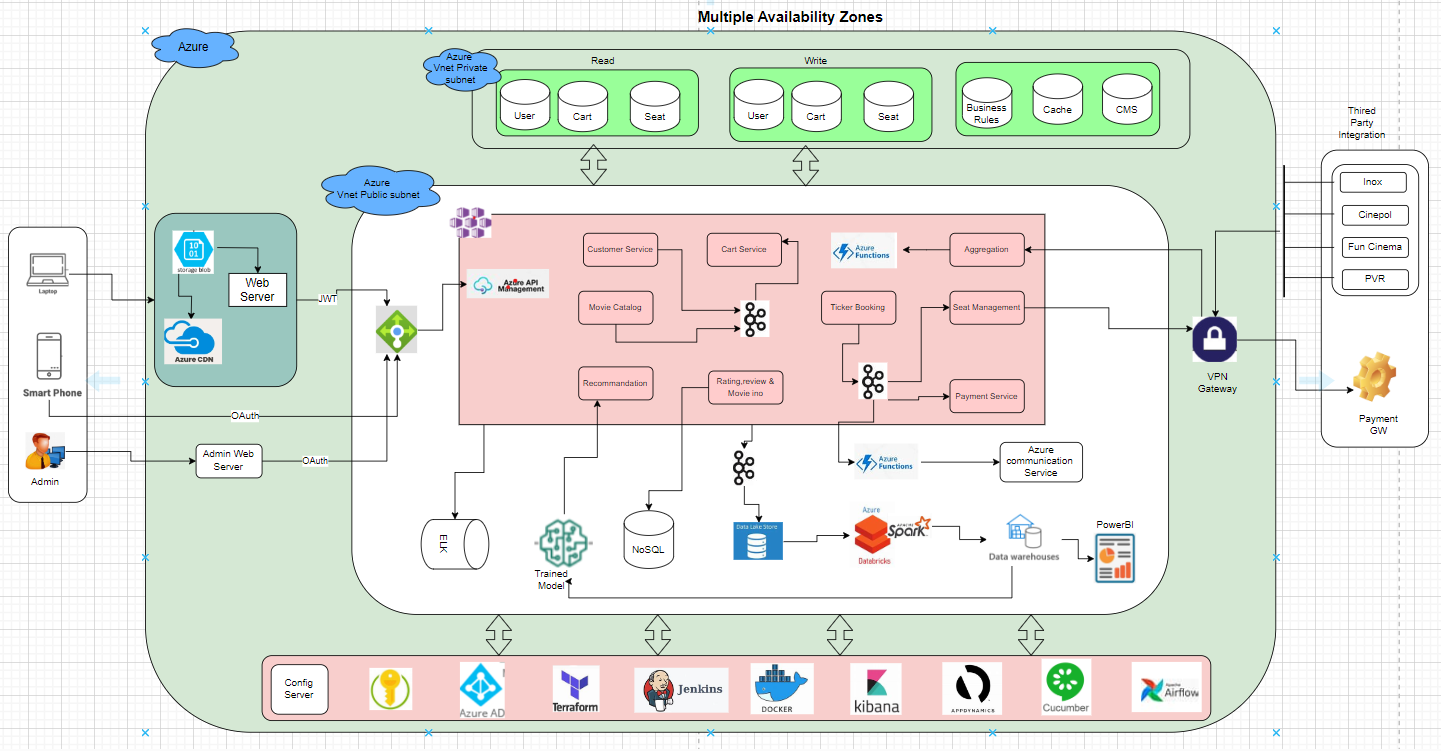 Multiple Availability Zones
Azure
Azure
Vnet Private
subnet
Read
Write
User
Cart
Seat
User
Cart
Seat
Business
Rules
Cache
CMS
Thired
Party
Integration
Inox
Cinepol
Fun Cinema
PVR
Azure
Vnet Public subnet
10
01
storage blob
Web
Server
Azure CDN
JWT
Laptop
Smart Phone
Admin
OAuth
Admin Web
Server
OAuth
Azure API
Management
Customer Service
Cart Service
Azure
Functions
Aggregation
Movie Catalog
Ticker Booking
Seat Management
Recommandation
Rating,review &
Movie ino
Payment Service
VPN
Gateway
Payment
GW
Azure
Functions
Azure
communication
Service
ELK
Trained
Model
NoSQL
Data Lake Store
Azure
Databricks
APACHE
Spark
Data warehouses
PowerBI
Config
Server
Azure AD
Terraform
Jenkins
DOCKER
kibana
APPDYNAMICS
Cucumber
Apache
Airflow